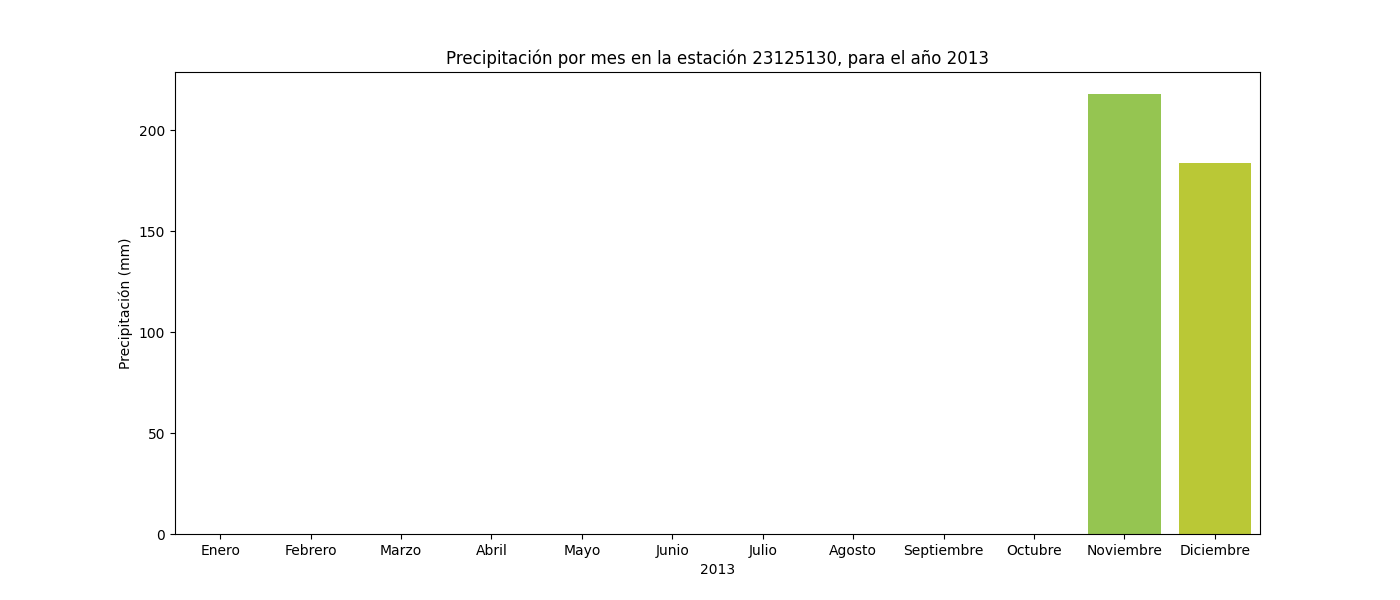 Precipitación por mes en la estación 23125130, para el año 2013
Precipitación (mm)
200
150
100
50
0
Enero Febrero Marzo Abril Mayo Junio Julio Agosto Septiembre Octubre Noviembre Diciembre
2013